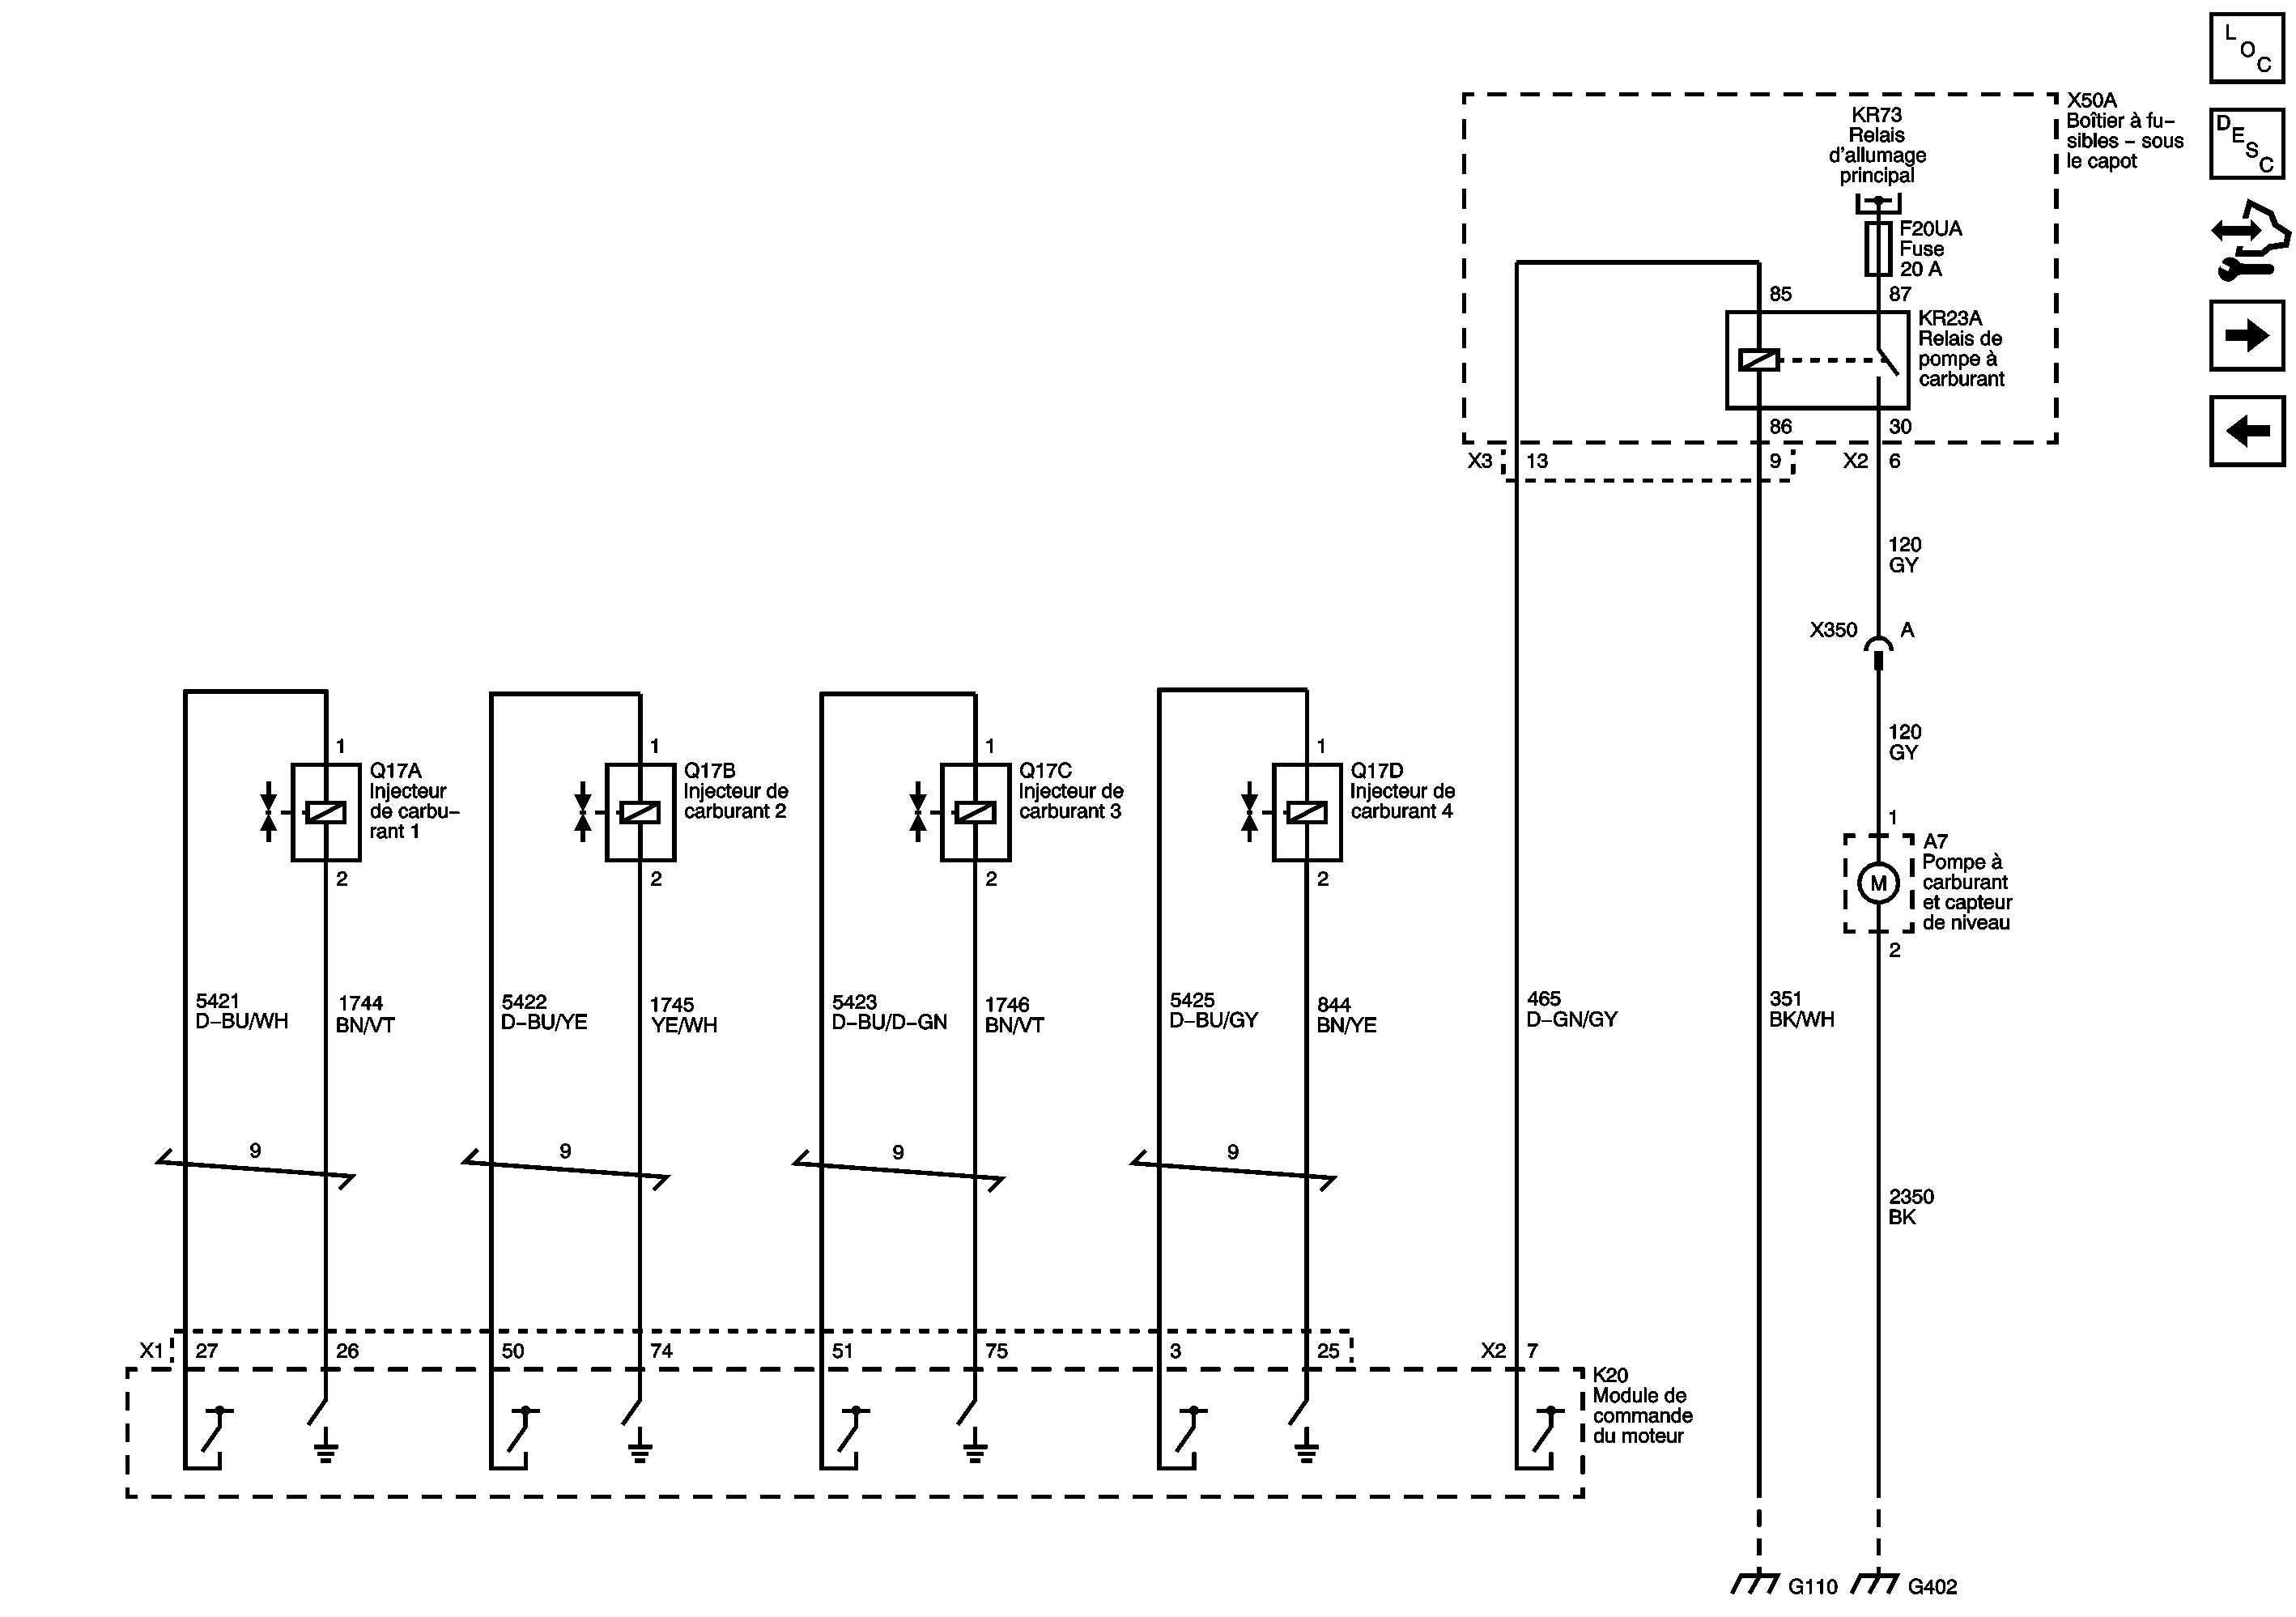 L
O
C
D
E
S
C
X50A
Boîtier à fu–
sibles – sous
le capot
KR73
Relais
d'allumage
principal
F20UA
Fuse
20 A
85
87
KR23A
Relais de
pompe à
carburant
86
30
X3
13
9
X2
6
120
GY
X350
A
120
GY
1
Q17A
Injecteur
de carbu–
rant 1
2
1
Q17B
Injecteur de
carburant 2
2
1
Q17C
Injecteur de
carburant 3
2
1
Q17D
Injecteur de
carburant 4
2
1
A7
Pompe à
carburant
et capteur
de niveau
M
2
5421
D–BU/WH
1744
BN/VT
5422
D–BU/YE
1745
YE/WH
5423
D–BU/D–GN
1746
BN/VT
5425
D–BU/GY
844
BN/YE
465
D–GN/GY
351
BK/WH
9
9
9
9
2350
BK
X1
27
26
50
74
51
75
3
25
X2
7
K20
Module de
commande
du moteur
G110
G402